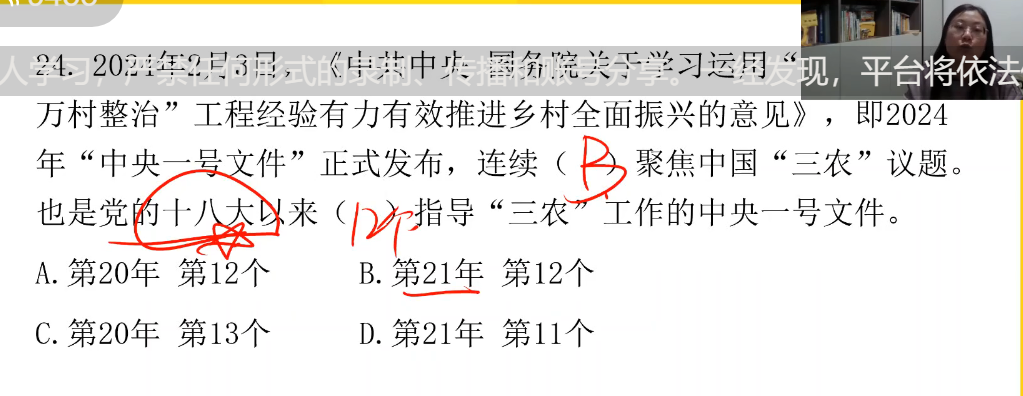 24. 2024年2月3日，《中共中央 国务院关于学习运用“
人学习，严禁任何形式的录制、传播和账号分享。一经发现，平台将依法
万村整治”工程经验有力有效推进乡村全面振兴的意见》，即2024
年“中央一号文件”正式发布，连续（B）聚焦中国“三农”议题。
也是党的十八大以来（12个）指导“三农”工作的中央一号文件。
A.第20年 第12个 B.第21年 第12个
C.第20年 第13个 D.第21年 第11个